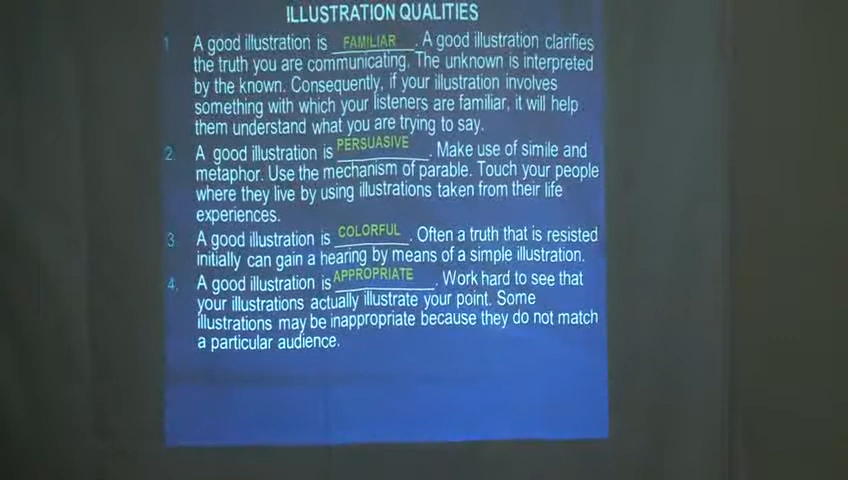 ILLUSTRATION QUALITIES
1 A good illustration is FAMILIAR. A good illustration clarifies
the truth you are communicating. The unknown is interpreted
by the known. Consequently, if your illustration involves
something with which your listeners are familiar, it will help
them understand what you are trying to say.
2. A good illustration is PERSUASIVE. Make use of simile and
metaphor. Use the mechanism of parable. Touch your people
where they live by using illustrations taken from their life
experiences.
3. A good illustration is COLORFUL. Often a truth that is resisted
initially can gain a hearing by means of a simple illustration.
4. A good illustration is APPROPRIATE. Work hard to see that
your illustrations actually illustrate your point. Some
illustrations may be inappropriate because they do not match
a particular audience.